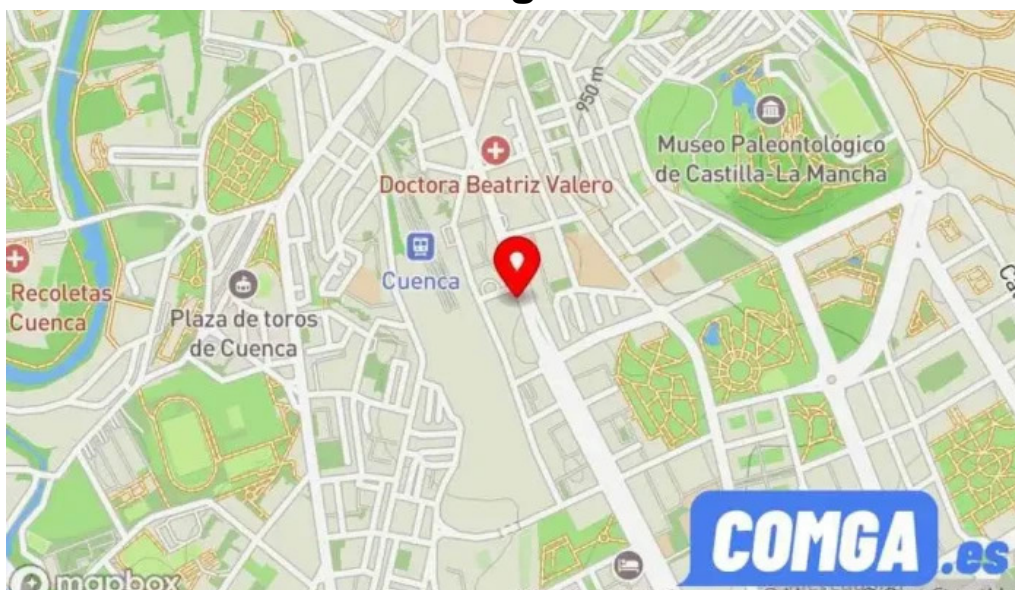 950 m
Museo Paleontológico
de Castilla-La Mancha
Doctora Beatriz Valero
Cuenca
Recoletas
Cuenca
Plaza de toros
de Cuenca
COMGA.es
mapbox